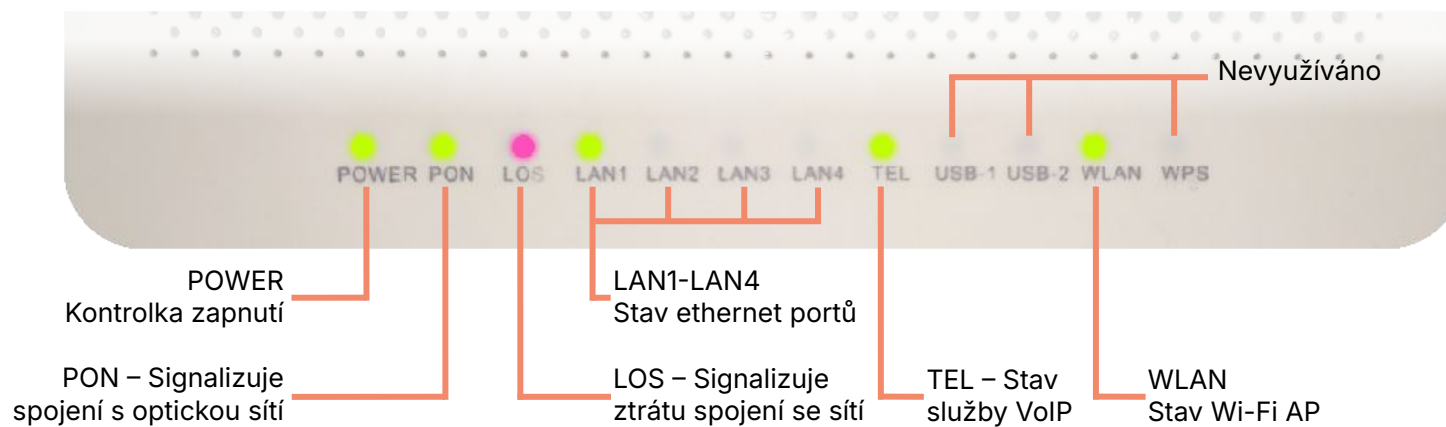 Nevyužíváno
POWER PON LOS LAN1 LAN2 LAN3 LAN4 TEL USB-1 USB-2 WLAN WPS
POWER
Kontrolka zapnutí
LAN1-LAN4
Stav ethernet portů
PON – Signalizuje
spojení s optickou sítí
LOS – Signalizuje
ztrátu spojení se sítí
TEL – Stav
služby VoIP
WLAN
Stav Wi-Fi AP